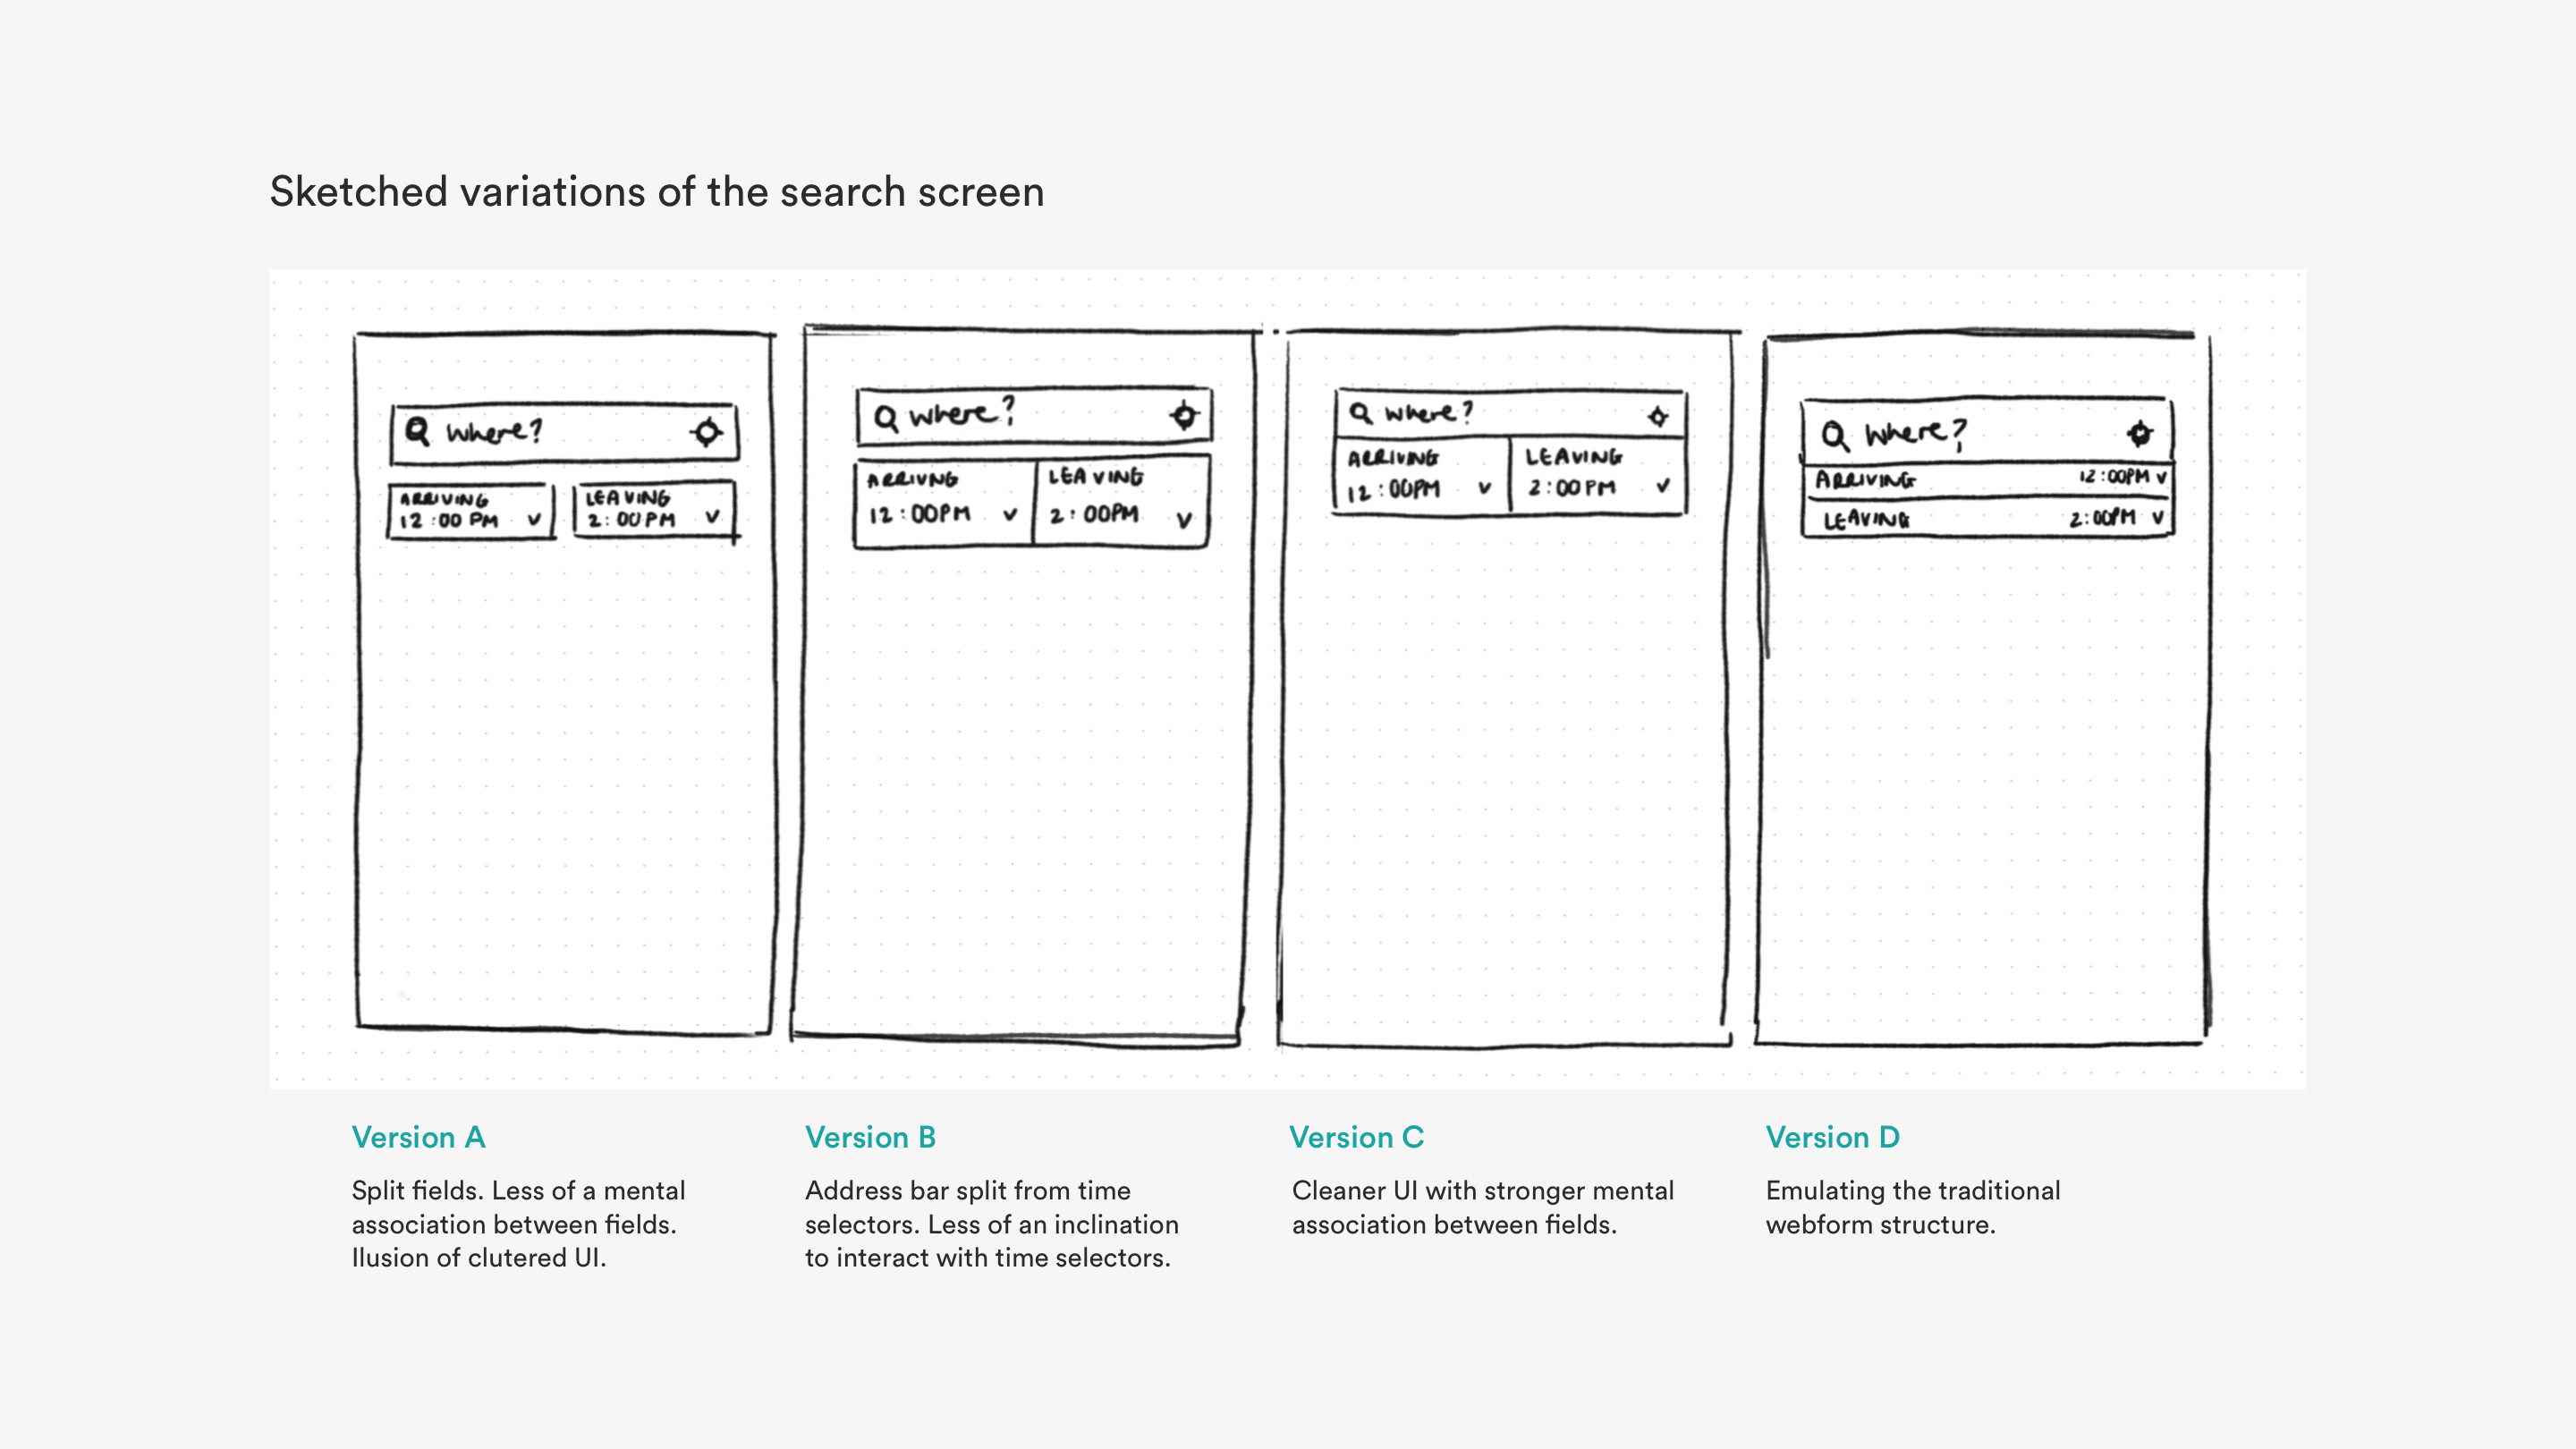 Sketched variations of the search screen
Where?
ARRIVING
12:00 PM v
LEAVING
2:00 PM v
Where?
ARRIVNG
12:00PM v
LEAVING
2:00PM v
Where?
ARRIVING
12:00PM v
LEAVING
2:00PM v
Where?
ARRIVING 12:00PM v
LEAVING 2:00PM v
Version A
Split fields. Less of a mental
association between fields.
Ilusion of clutered UI.
Version B
Address bar split from time
selectors. Less of an inclination
to interact with time selectors.
Version C
Cleaner UI with stronger mental
association between fields.
Version D
Emulating the traditional
webform structure.